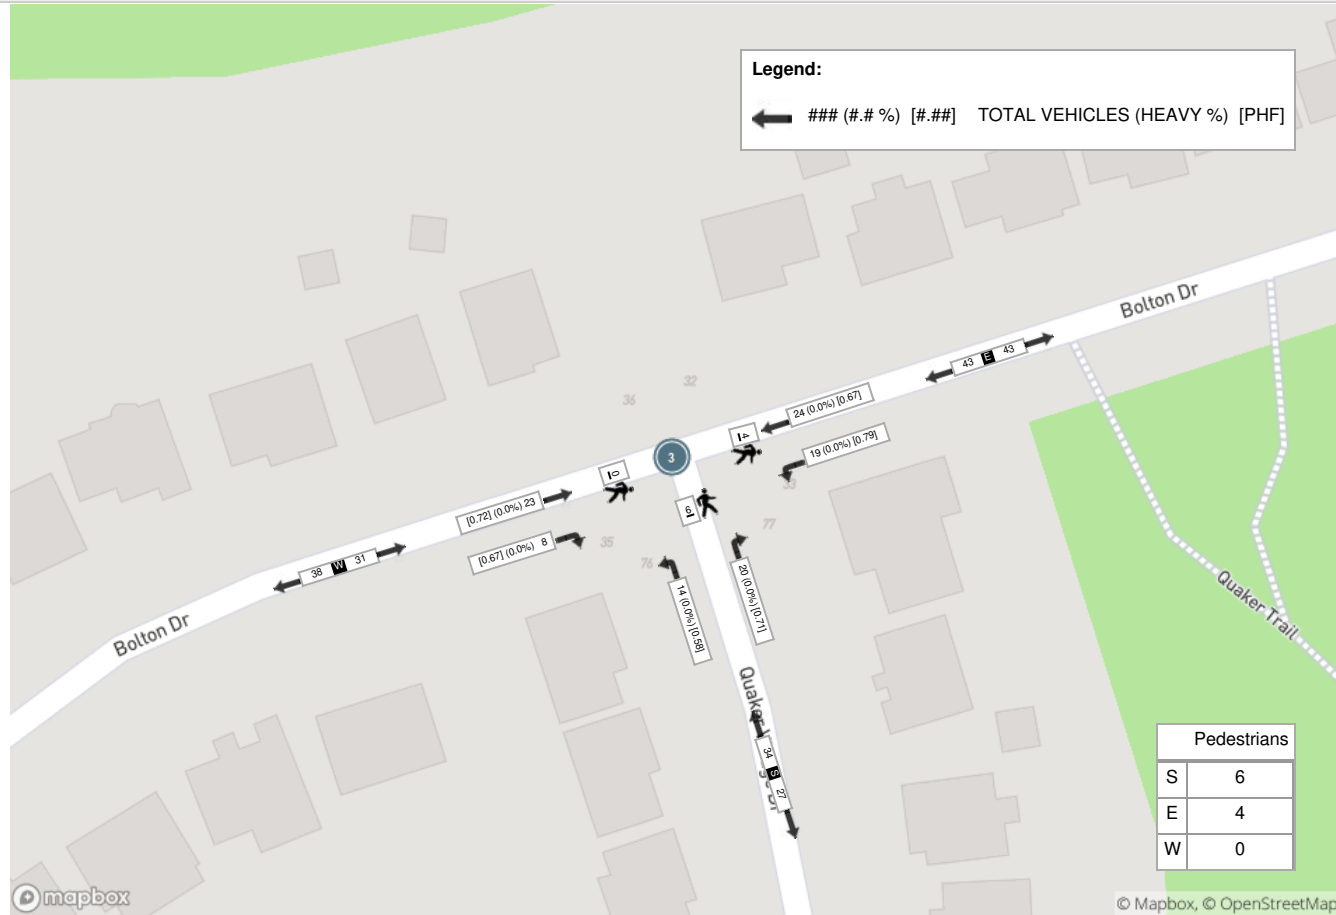 Legend:
### (#.# %) [#.##] TOTAL VEHICLES (HEAVY %) [PHF]
Bolton Dr
43 E 43
32
36
24 (0.0%) [0.67]
4
19 (0.0%) [0.79]
3
0
33
[0.72] (0.0%) 23
6
77
35
[0.67] (0.0%) 8
76
38 W 31
20 (0.0%) [0.71]
14 (0.0%) [0.58]
Quaker Trail
Bolton Dr
Quaker
Dr
34 S 27
Pedestrians
S 6
E 4
W 0
mapbox
© Mapbox, © OpenStreetMap